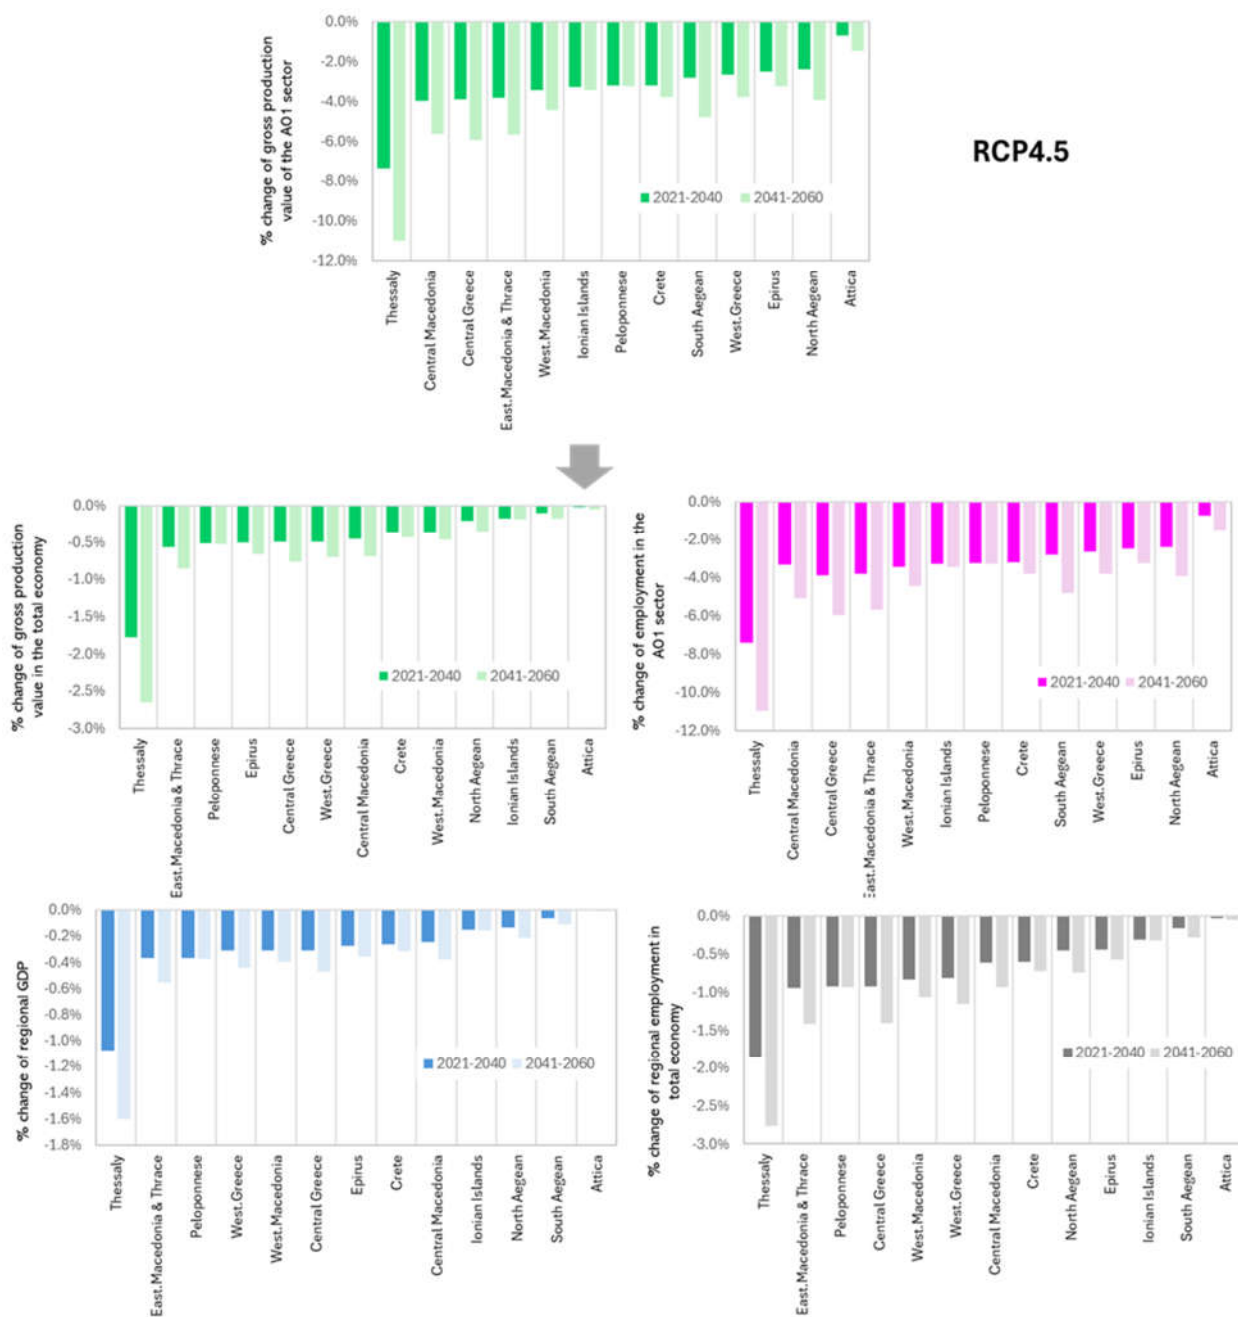 % change of gross production
value of the AO1 sector
0.0%
-2.0%
-4.0%
-6.0%
-8.0%
-10.0%
-12.0%
2021-2040
2041-2060
Thessaly
Central Macedonia
Central Greece
East.Macedonia & Thrace
West.Macedonia
Ionian Islands
Peloponnese
Crete
South Aegean
West.Greece
Epirus
North Aegean
Attica
RCP4.5
% change of gross production
value in the total economy
0.0%
-0.5%
-1.0%
-1.5%
-2.0%
-2.5%
-3.0%
2021-2040
2041-2060
Thessaly
East.Macedonia & Thrace
Peloponnese
Epirus
Central Greece
West.Greece
Central Macedonia
Crete
West.Macedonia
North Aegean
Ionian Islands
South Aegean
Attica
% change of employment in the
AO1 sector
0.0%
-2.0%
-4.0%
-6.0%
-8.0%
-10.0%
-12.0%
2021-2040
2041-2060
Thessaly
Central Macedonia
Central Greece
East.Macedonia & Thrace
West.Macedonia
Ionian Islands
Peloponnese
Crete
South Aegean
West.Greece
Epirus
North Aegean
Attica
% change of regional GDP
0.0%
-0.2%
-0.4%
-0.6%
-0.8%
-1.0%
-1.2%
-1.4%
-1.6%
-1.8%
2021-2040
2041-2060
Thessaly
East.Macedonia & Thrace
Peloponnese
West.Greece
West.Macedonia
Central Greece
Epirus
Crete
Central Macedonia
Ionian Islands
North Aegean
South Aegean
Attica
% change of regional employment in
total economy
0.0%
-0.5%
-1.0%
-1.5%
-2.0%
-2.5%
-3.0%
2021-2040
2041-2060
Thessaly
East.Macedonia & Thrace
Peloponnese
Central Greece
West.Macedonia
West.Greece
Central Macedonia
Crete
North Aegean
Epirus
Ionian Islands
South Aegean
Attica